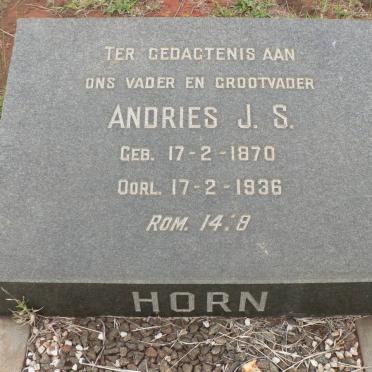 TER GEDAGTENIS AAN
ONS VADER EN GROOTVADER
ANDRIES J. S.
GEB. 17-2-1870
OORL. 17-2-1936
ROM. 14:8
HORN